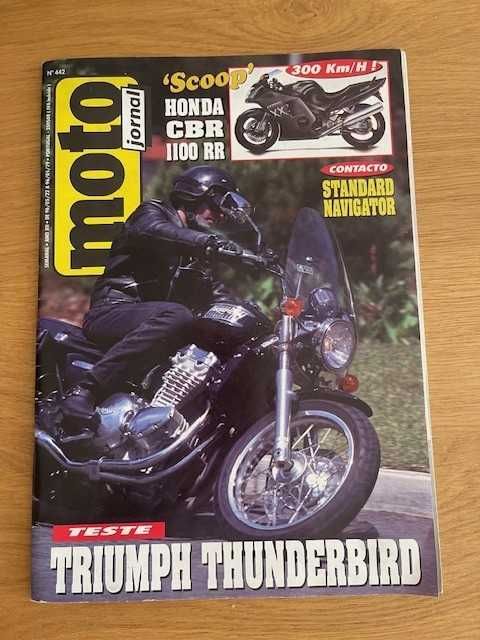 Nº 442
moto
jornal
'Scoop'
HONDA
CBR
1100 RR
300 Km/H !
CONTACTO
STANDARD
NAVIGATOR
TESTE
TRIUMPH THUNDERBIRD